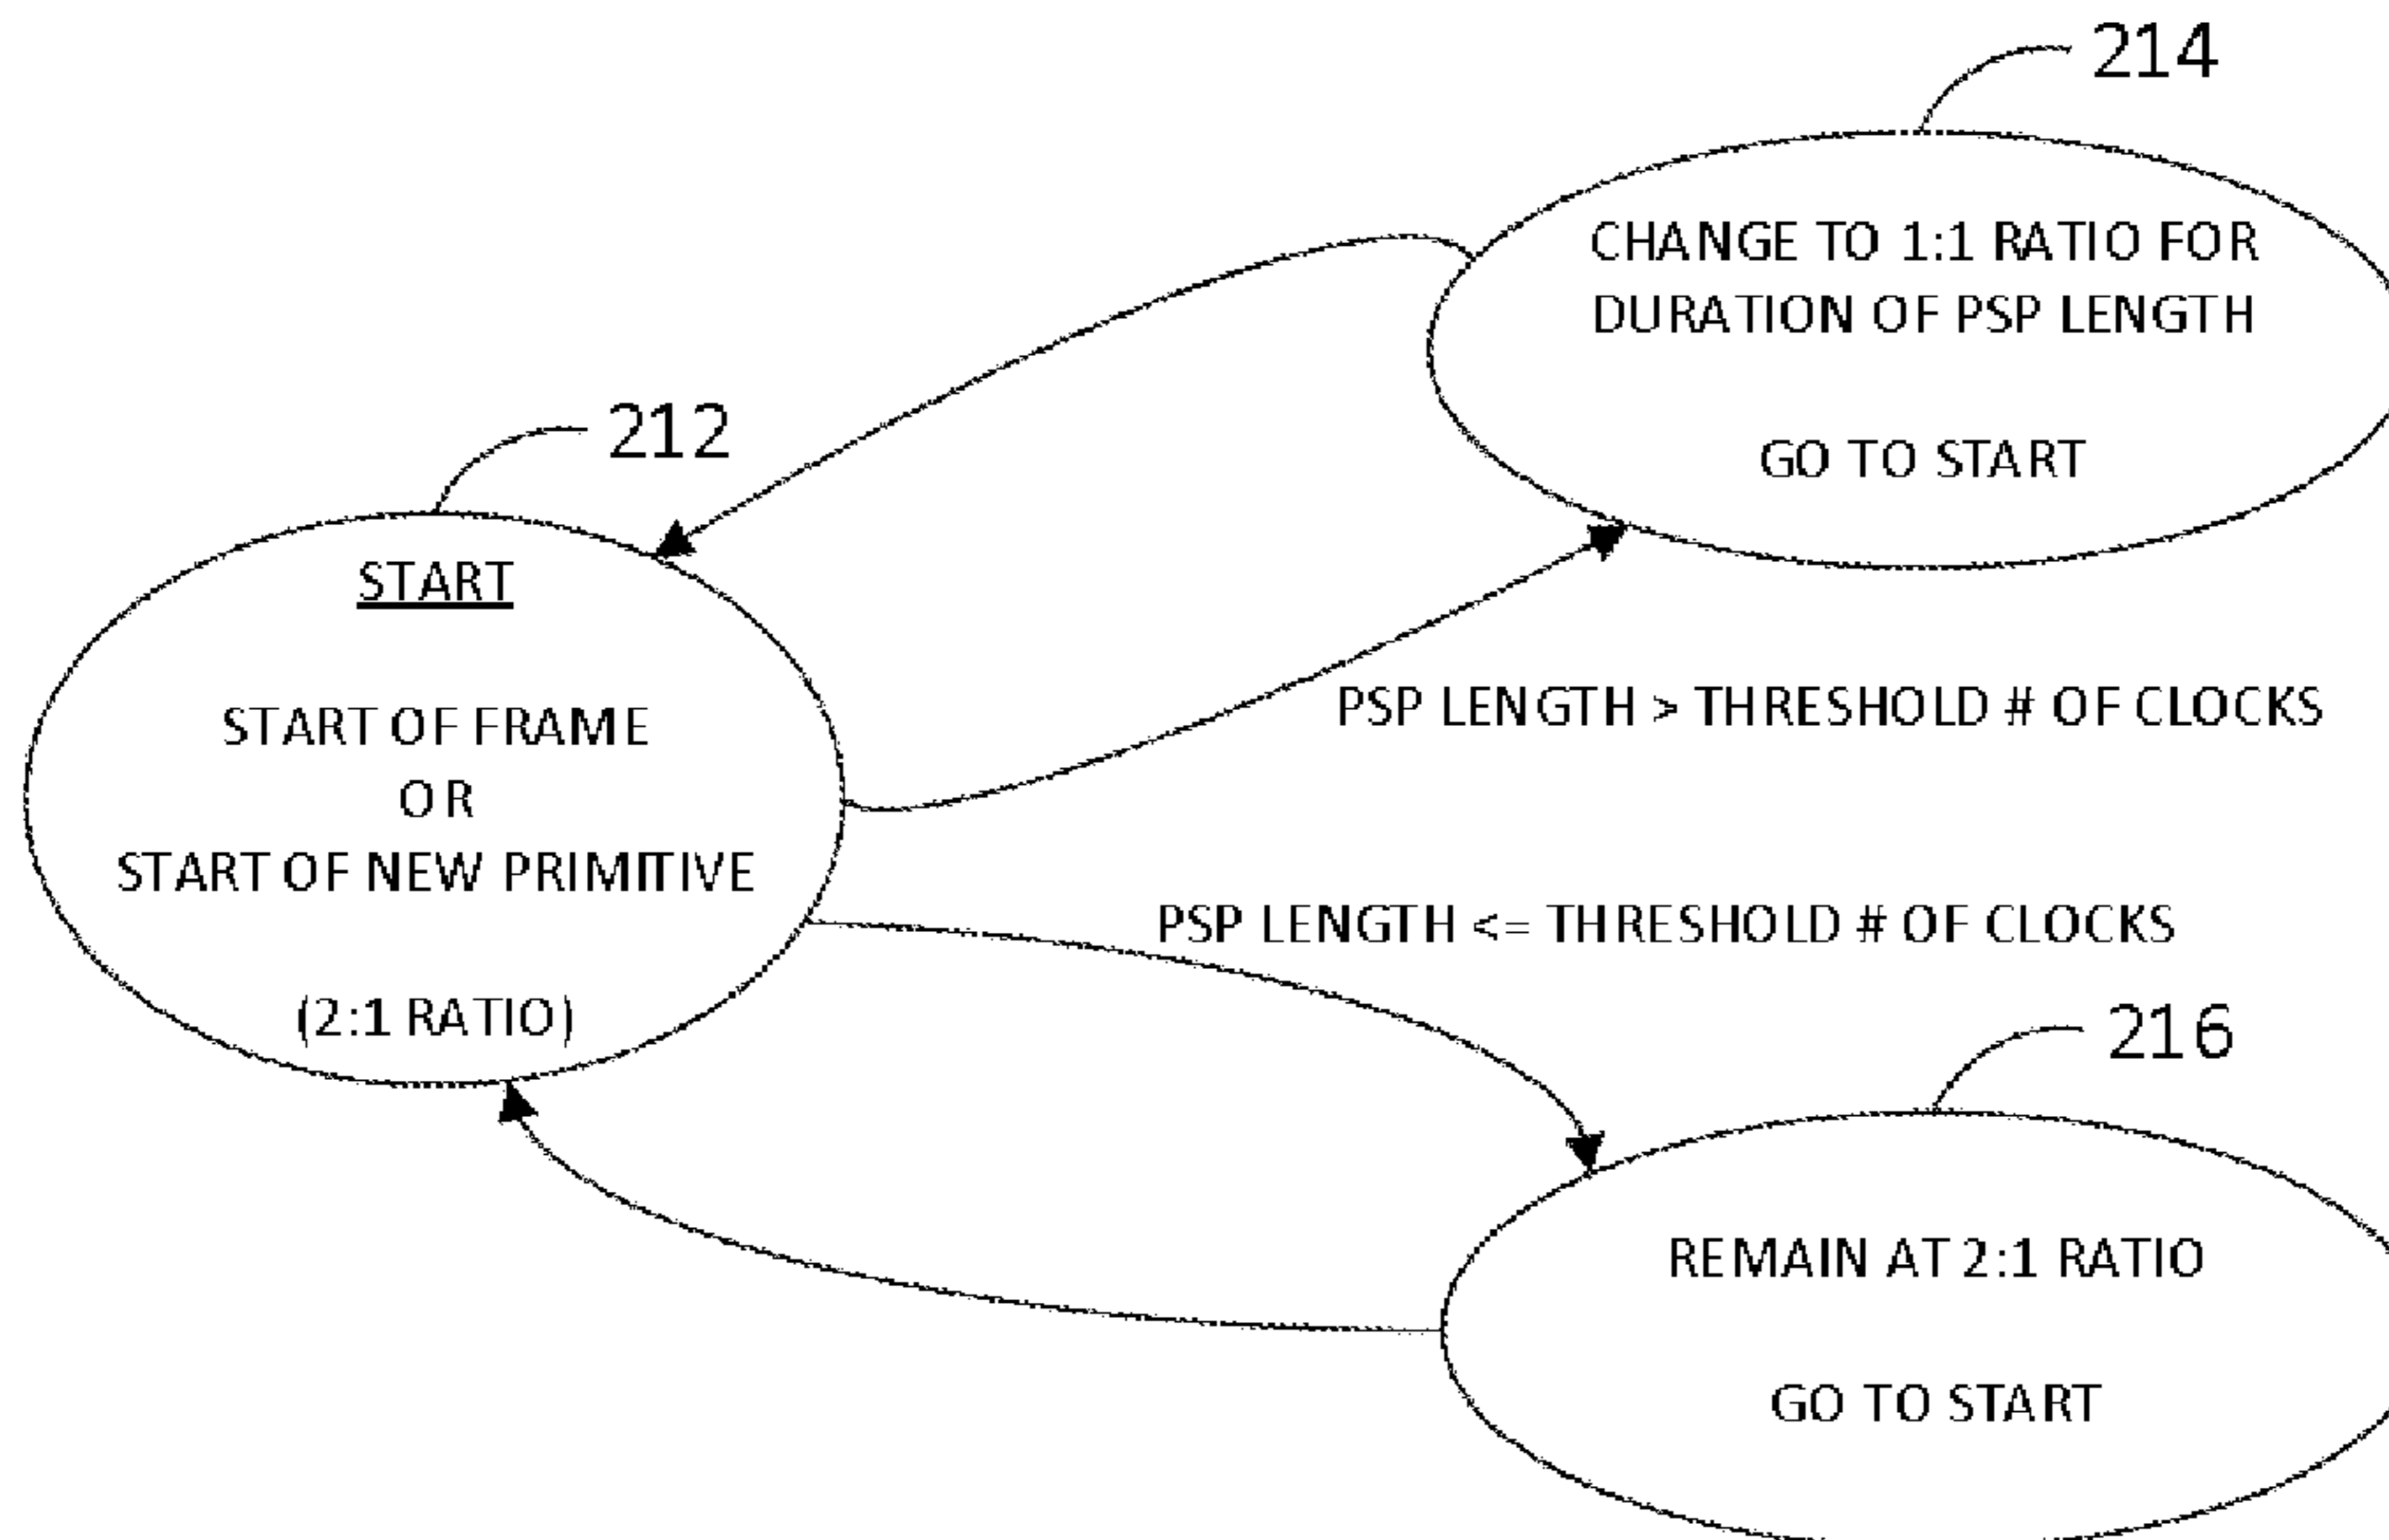 214
CHANGE TO 1:1 RATIO FOR
DURATION OF PSP LENGTH
GO TO START
212
START
START OF FRAME
OR
START OF NEW PRIMITIVE
(2:1 RATIO)
PSP LENGTH > THRESHOLD # OF CLOCKS
PSP LENGTH <= THRESHOLD # OF CLOCKS
216
REMAIN AT 2:1 RATIO
GO TO START